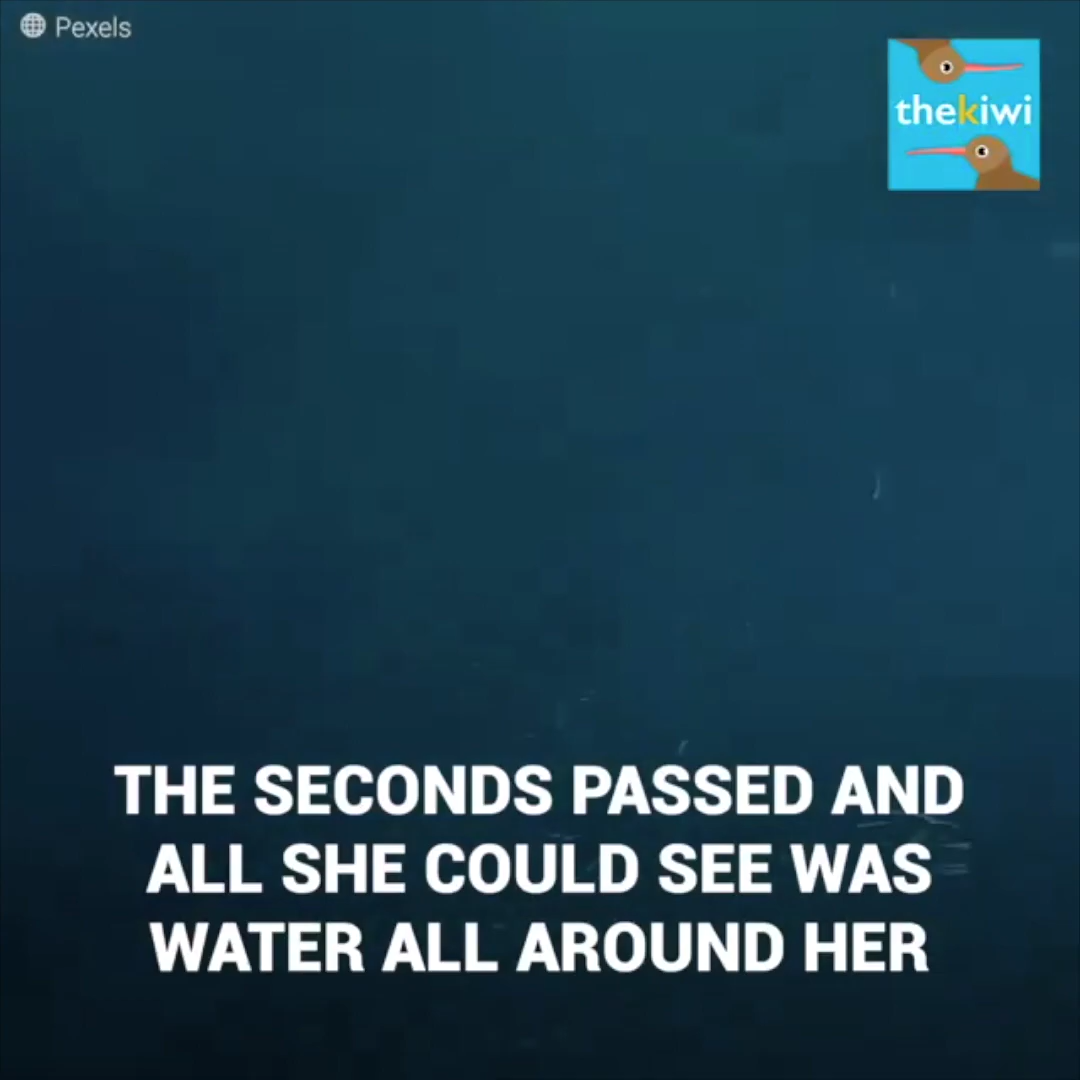 Pexels
thekiwi
THE SECONDS PASSED AND
ALL SHE COULD SEE WAS
WATER ALL AROUND HER